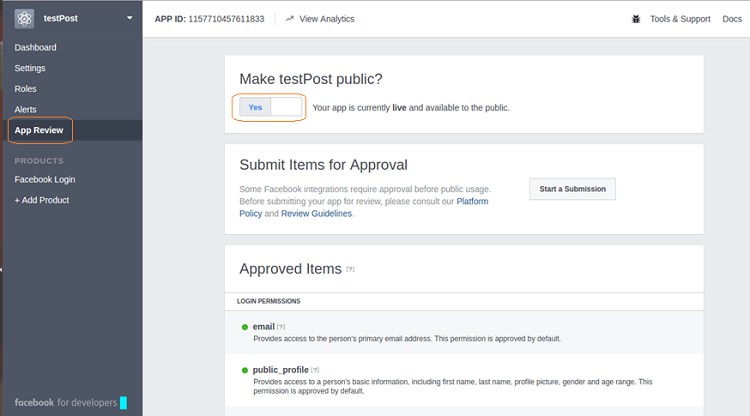 testPost
APP ID: 1157710457611833
View Analytics
Tools & Support
Docs
Dashboard
Settings
Roles
Alerts
App Review
PRODUCTS
Facebook Login
+ Add Product
facebook for developers
Make testPost public?
Yes
Your app is currently live and available to the public.
Submit Items for Approval
Some Facebook integrations require approval before public usage.
Before submitting your app for review, please consult our Platform
Policy and Review Guidelines.
Start a Submission
Approved Items [?]
LOGIN PERMISSIONS
email [?]
Provides access to the person's primary email address. This permission is approved by default.
public_profile [?]
Provides access to a person's basic information, including first name, last name, profile picture, gender and age range. This
permission is approved by default.